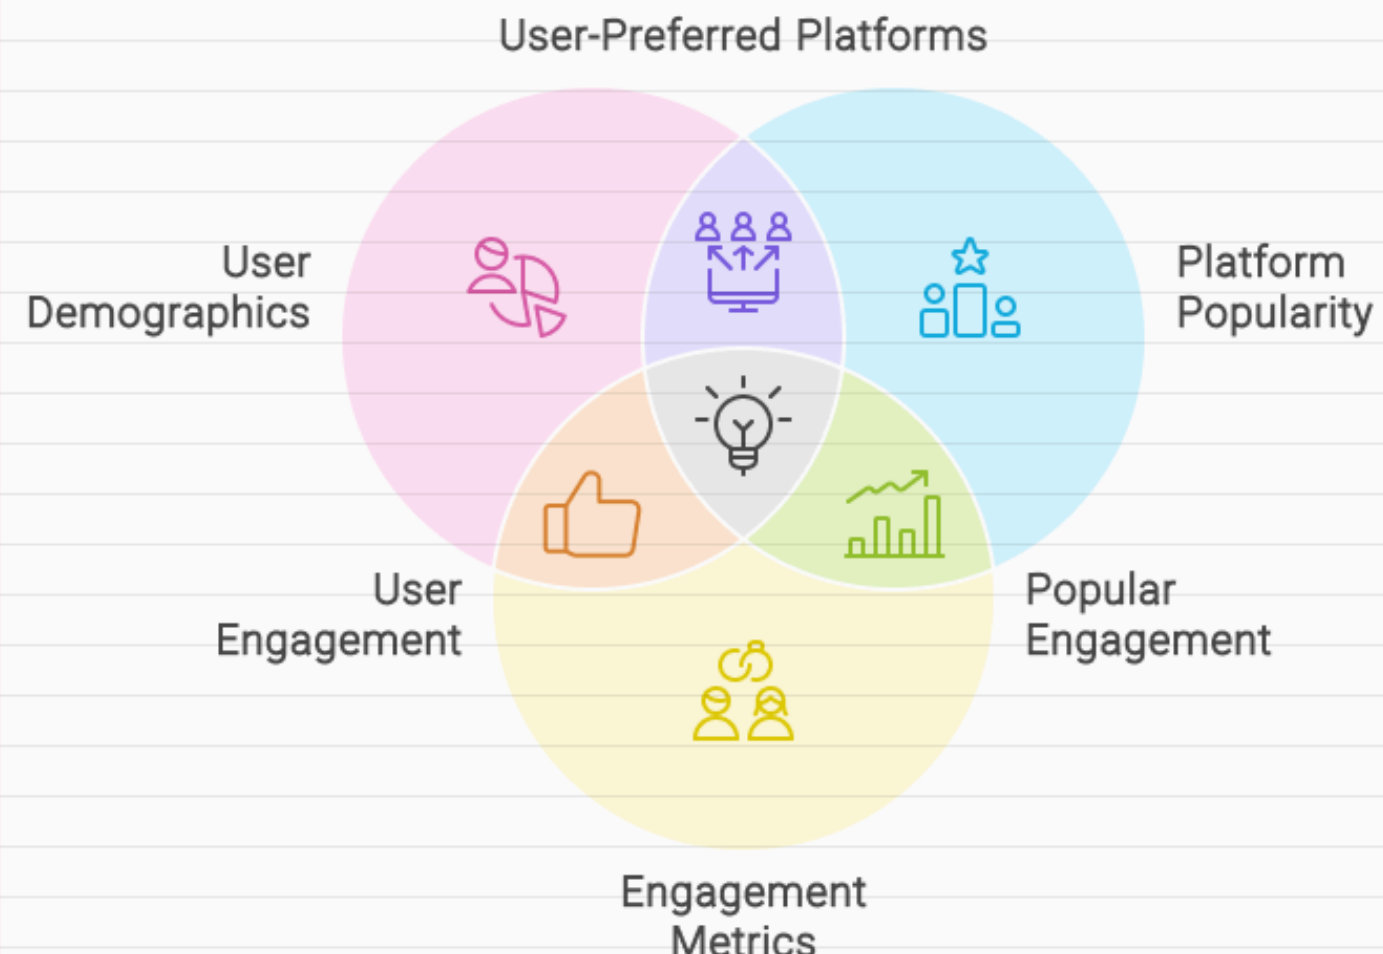 User-Preferred Platforms
User
Demographics
Platform
Popularity
User
Engagement
Popular
Engagement
Engagement
Metrics